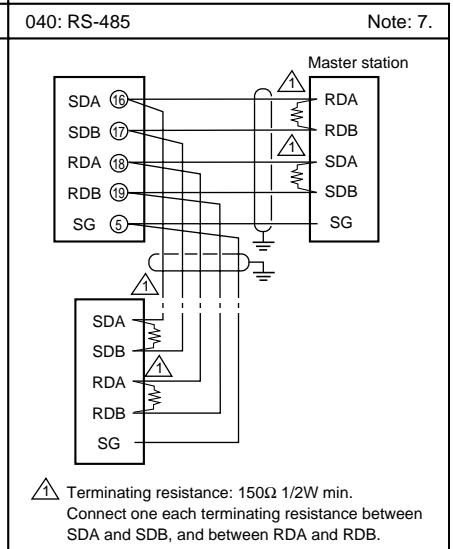 040: RS-485 Note: 7.
Master station
SDA 16 1 RDA
SDB 17 RDB
RDA 18 1 SDA
RDB 19 SDB
SG 5 SG
1
SDA
SDB
1
RDA
RDB
SG
1 Terminating resistance: 150Ω 1/2W min.
Connect one each terminating resistance between
SDA and SDB, and between RDA and RDB.